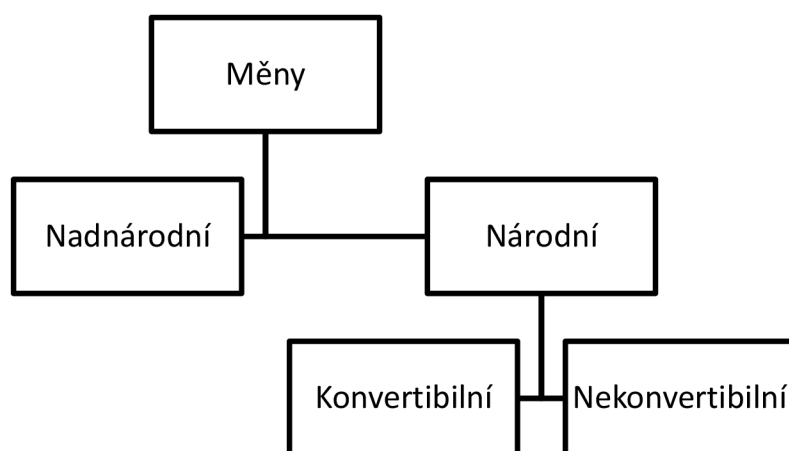 Měny
Nadnárodní
Národní
Konvertibilní
Nekonvertibilní